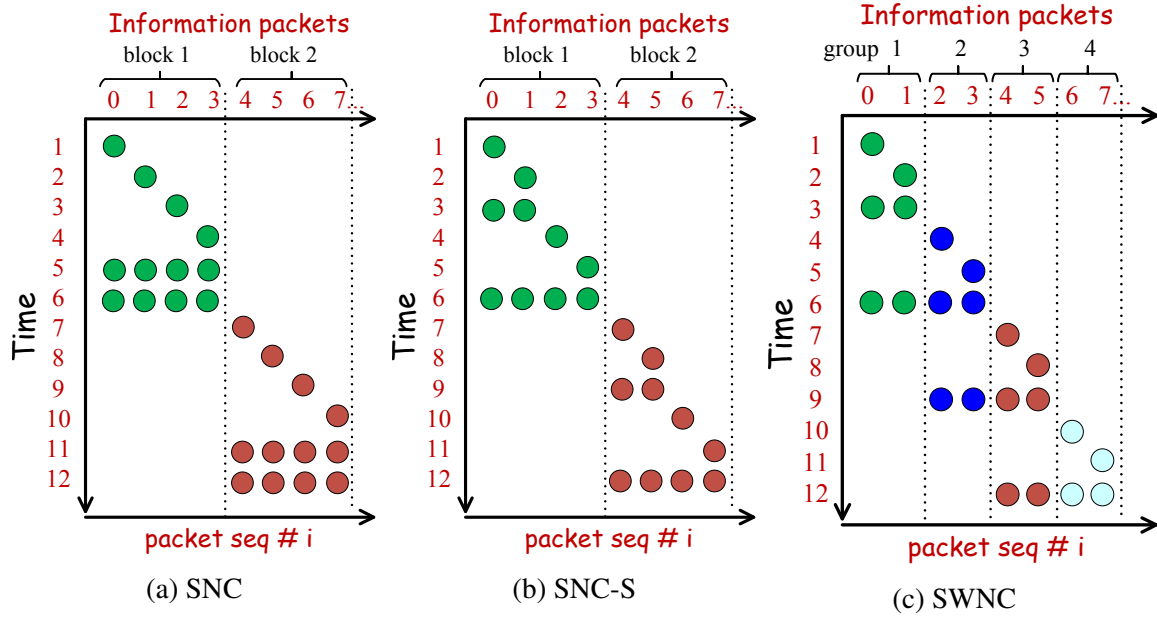 Information packets
block 1 block 2
0 1 2 3 4 5 6 7...
1
2
3
4
5
6
7
8
9
10
11
12
Time
packet seq # i
(a) SNC
Information packets
block 1 block 2
0 1 2 3 4 5 6 7...
1
2
3
4
5
6
7
8
9
10
11
12
Time
packet seq # i
(b) SNC-S
Information packets
group 1 2 3 4
0 1 2 3 4 5 6 7...
1
2
3
4
5
6
7
8
9
10
11
12
Time
packet seq # i
(c) SWNC